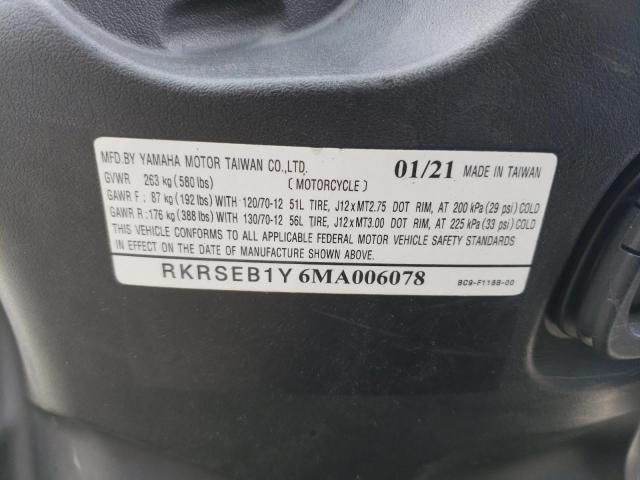 MFD.BY YAMAHA MOTOR TAIWAN CO.,LTD. 01/21 MADE IN TAIWAN
GVWR 263 kg (580 lbs) (MOTORCYCLE)
GAWR F : 87 kg (192 lbs) WITH 120/70-12 51L TIRE, J12xMT2.75 DOT RIM, AT 200 kPa (29 psi) COLD
GAWR R : 176 kg (388 lbs) WITH 130/70-12 56L TIRE, J12xMT3.00 DOT RIM, AT 225 kPa (33 psi) COLD
THIS VEHICLE CONFORMS TO ALL APPLICABLE FEDERAL MOTOR VEHICLE SAFETY STANDARDS
IN EFFECT ON THE DATE OF MANUFACTURE SHOWN ABOVE.
RKRSEB1Y 6MA006078 BC9-F118B-00